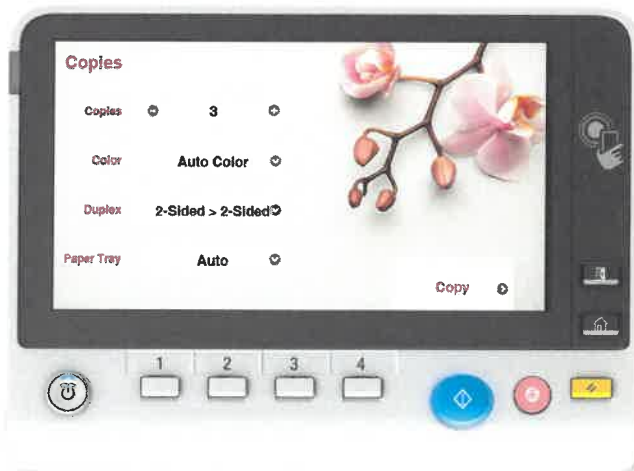 Copies
Copies 3
Color Auto Color
Duplex 2-Sided > 2-Sided
Paper Tray Auto
Copy
1 2 3 4